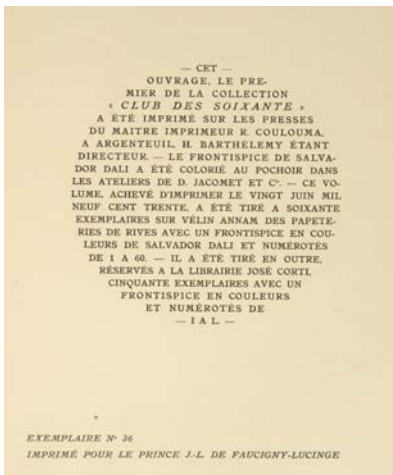 — CET —
OUVRAGE, LE PRE-
MIER DE LA COLLECTION
« CLUB DES SOIXANTE »
A ÉTÉ IMPRIMÉ SUR LES PRESSES
DU MAITRE IMPRIMEUR R. COULOUMA,
A ARGENTEUIL, H. BARTHÉLEMY ÉTANT
DIRECTEUR. — LE FRONTISPICE DE SALVA-
DOR DALI A ÉTÉ COLORIÉ AU POCHOIR DANS
LES ATELIERS DE D. JACOMET ET Cie. — CE VO-
LUME, ACHEVÉ D'IMPRIMER LE VINGT JUIN MIL
NEUF CENT TRENTE, A ÉTÉ TIRÉ A SOIXANTE
EXEMPLAIRES SUR VÉLIN ANNAM DES PAPETE-
RIES DE RIVES AVEC UN FRONTISPICE EN COU-
LEURS DE SALVADOR DALI ET NUMÉROTÉS
DE 1 A 60. — IL A ÉTÉ TIRÉ EN OUTRE,
RÉSERVÉS A LA LIBRAIRIE JOSÉ CORTI,
CINQUANTE EXEMPLAIRES AVEC UN
FRONTISPICE EN COULEURS
ET NUMÉROTÉS DE
— I A L —
EXEMPLAIRE No 36
IMPRIMÉ POUR LE PRINCE J.-L. DE FAUCIGNY-LUCINGE